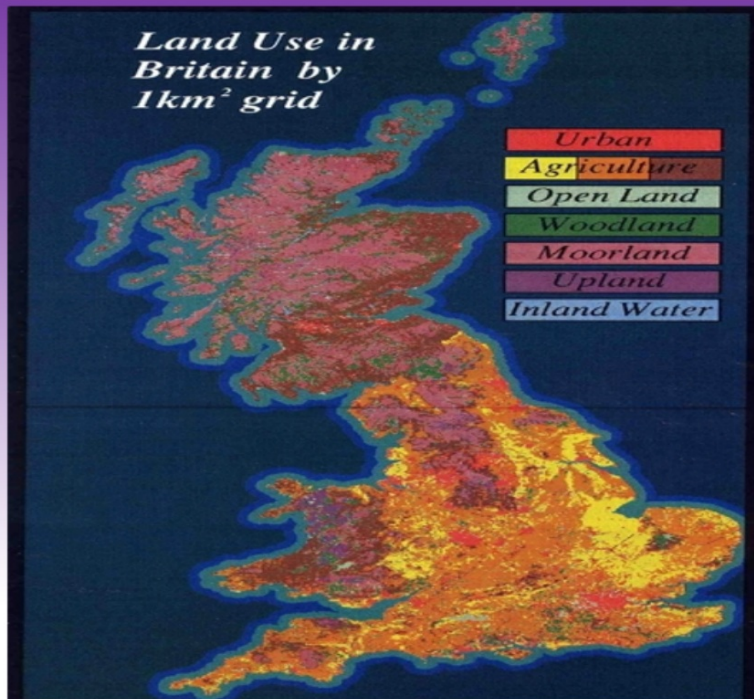 Land Use in
Britain by
1km² grid
Urban
Agriculture
Open Land
Woodland
Moorland
Upland
Inland Water